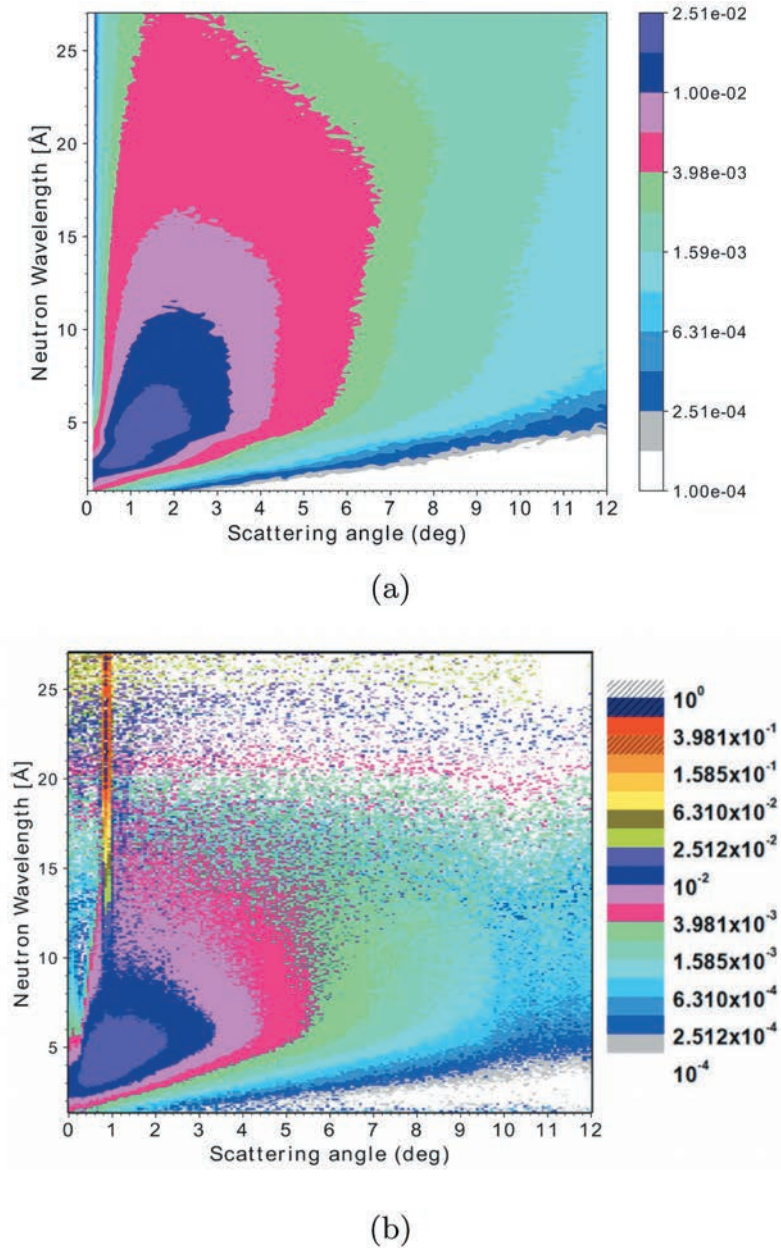 2.51e-02
1.00e-02
3.98e-03
1.59e-03
6.31e-04
2.51e-04
1.00e-04
25
20
15
10
5
Neutron Wavelength [Å]
0 1 2 3 4 5 6 7 8 9 10 11 12
Scattering angle (deg)
(a)
10⁰
3.981x10⁻¹
1.585x10⁻¹
6.310x10⁻²
2.512x10⁻²
10⁻²
3.981x10⁻³
1.585x10⁻³
6.310x10⁻⁴
2.512x10⁻⁴
10⁻⁴
25
20
15
10
5
Neutron Wavelength [Å]
0 1 2 3 4 5 6 7 8 9 10 11 12
Scattering angle (deg)
(b)